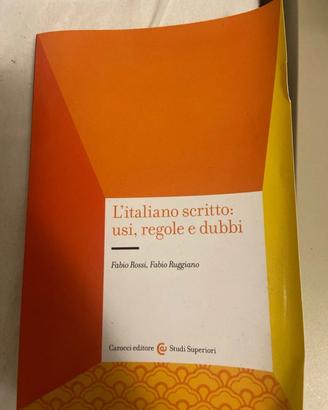 L'italiano scritto:
usi, regole e dubbi
Fabio Rossi, Fabio Ruggiano
Carocci editore Studi Superiori